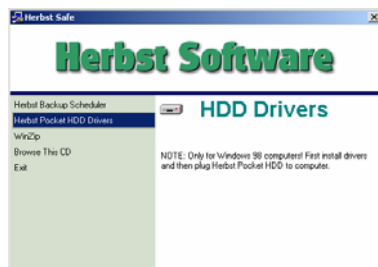 Herbst Safe
Herbst Software
Herbst Backup Scheduler
Herbst Pocket HDD Drivers
WinZip
Browse This CD
Exit
HDD Drivers
NOTE: Only for Windows 98 computers! First install drivers
and then plug Herbst Pocket HDD to computer.